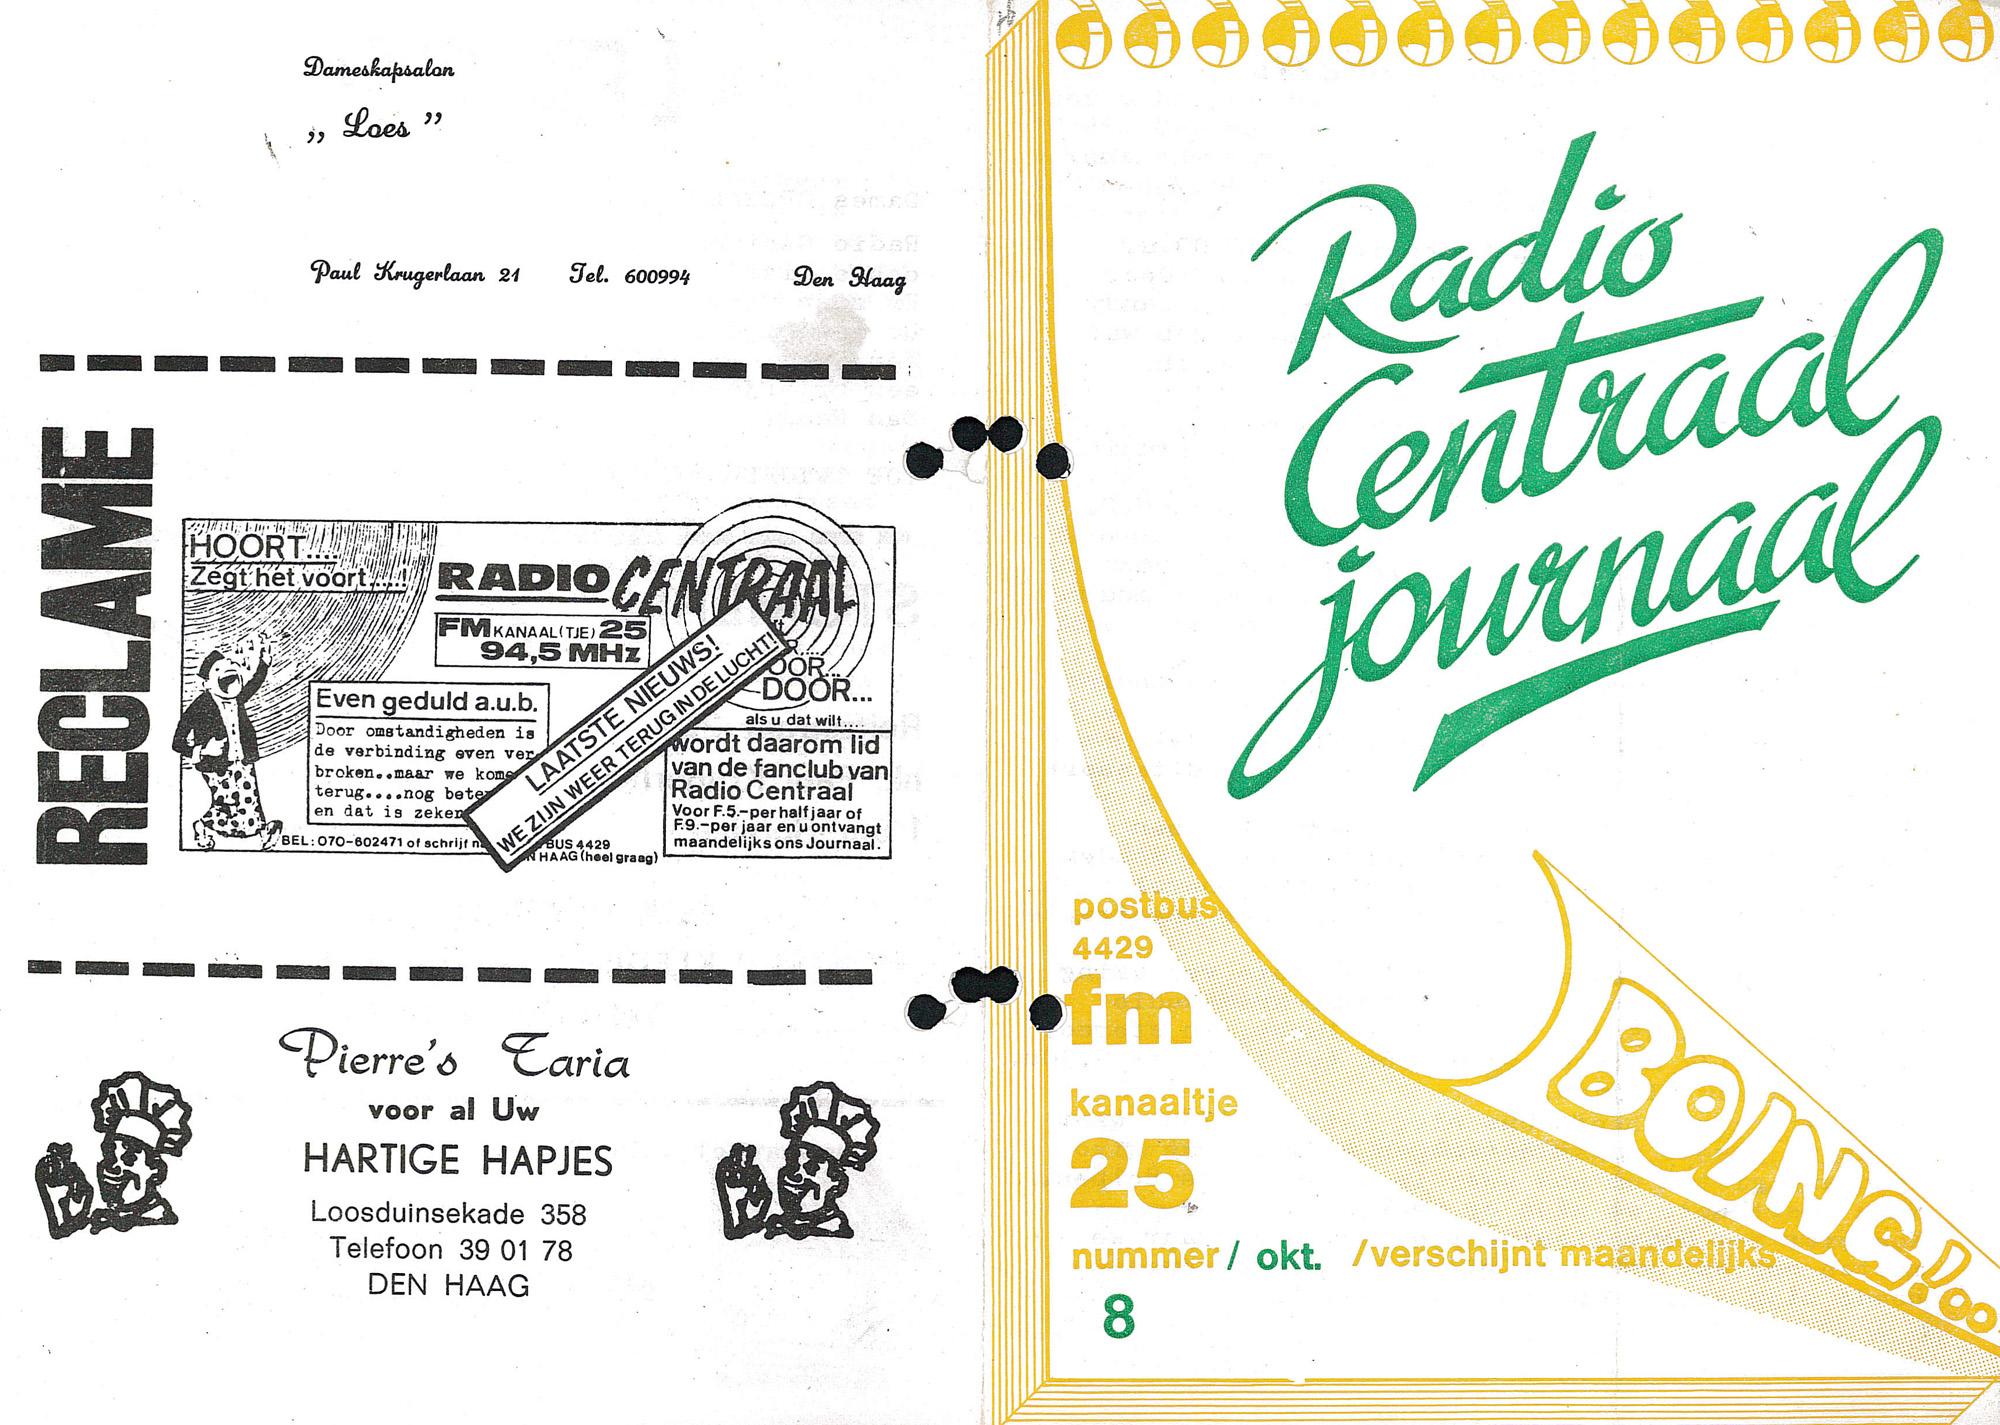 Dameskapsalon
„ Loes ”
Paul Krugerlaan 21 Tel. 600994 Den Haag
RECLAME
HOORT....
Zegt het voort.....!
RADIO CENTRAAL
FM KANAAL(TJE) 25
94,5 MHz
DOOR...
als u dat wilt....
Even geduld a.u.b.
Door omstandigheden is
de verbinding even ver
broken..maar we kome
terug....nog bete
en dat is zeker
LAATSTE NIEUWS!
WE ZIJN WEER TERUG IN DE LUCHT!
wordt daarom lid
van de fanclub van
Radio Centraal
Voor F.5.-per half jaar of
F.9.-per jaar en u ontvangt
maandelijks ons Journaal.
BEL: 070-602471 of schrijf
BUS 4429
HAAG (heel graag)
Pierre's Taria
voor al Uw
HARTIGE HAPJES
Loosduinsekade 358
Telefoon 39 01 78
DEN HAAG
Radio
Centraal
journaal
postbus
4429
fm
kanaaltje
25
nummer / okt. /verschijnt maandelijks
8
BOING!..